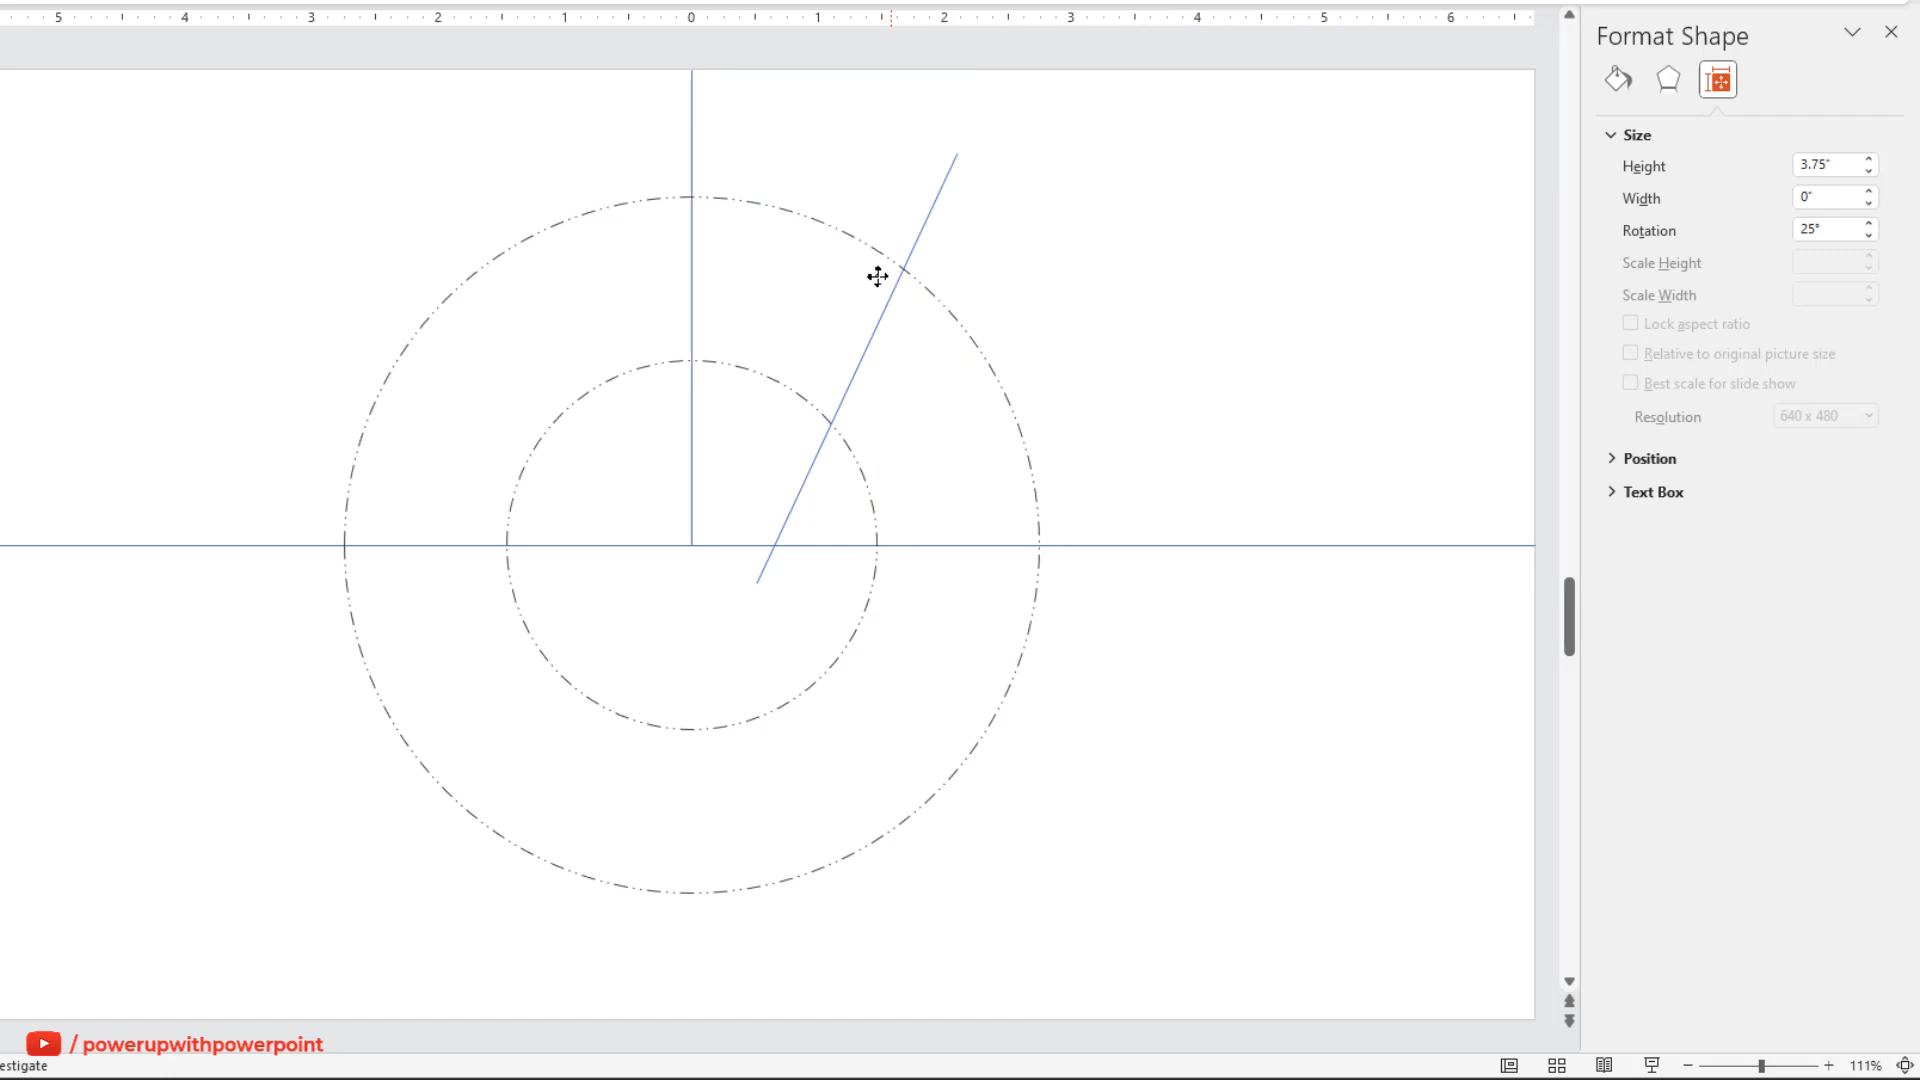 5 4 3 2 1 0 1 2 3 4 5 6
Format Shape
Size
Height 3.75"
Width 0"
Rotation 25°
Scale Height
Scale Width
Lock aspect ratio
Relative to original picture size
Best scale for slide show
Resolution 640 x 480
Position
Text Box
/ powerupwithpowerpoint
estigate
111%